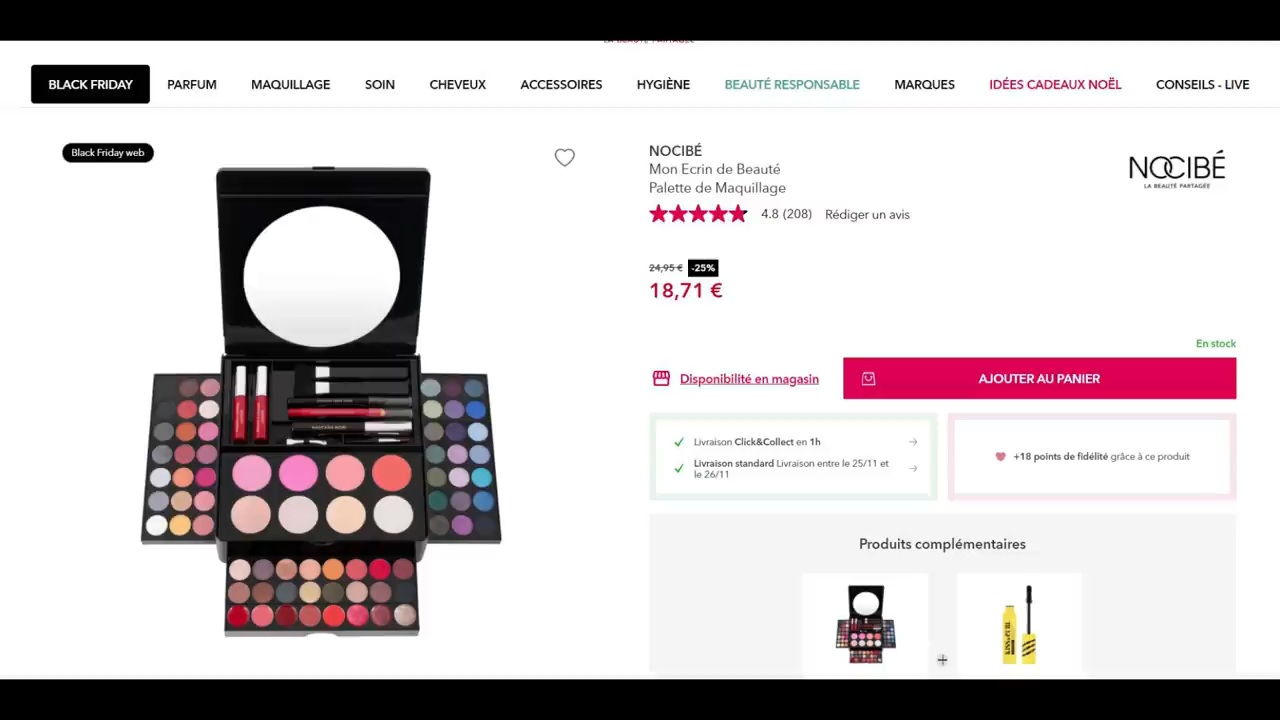 LA BEAUTÉ PARTAGÉE
BLACK FRIDAY
PARFUM
MAQUILLAGE
SOIN
CHEVEUX
ACCESSOIRES
HYGIÈNE
BEAUTÉ RESPONSABLE
MARQUES
IDÉES CADEAUX NOËL
CONSEILS - LIVE
Black Friday web
NOCIBÉ
Mon Ecrin de Beauté
Palette de Maquillage
4.8 (208) Rédiger un avis
NOCIBÉ
LA BEAUTÉ PARTAGÉE
24,95 € -25%
18,71 €
En stock
Disponibilité en magasin
AJOUTER AU PANIER
Livraison Click&Collect en 1h
Livraison standard Livraison entre le 25/11 et
le 26/11
+18 points de fidélité grâce à ce produit
Produits complémentaires